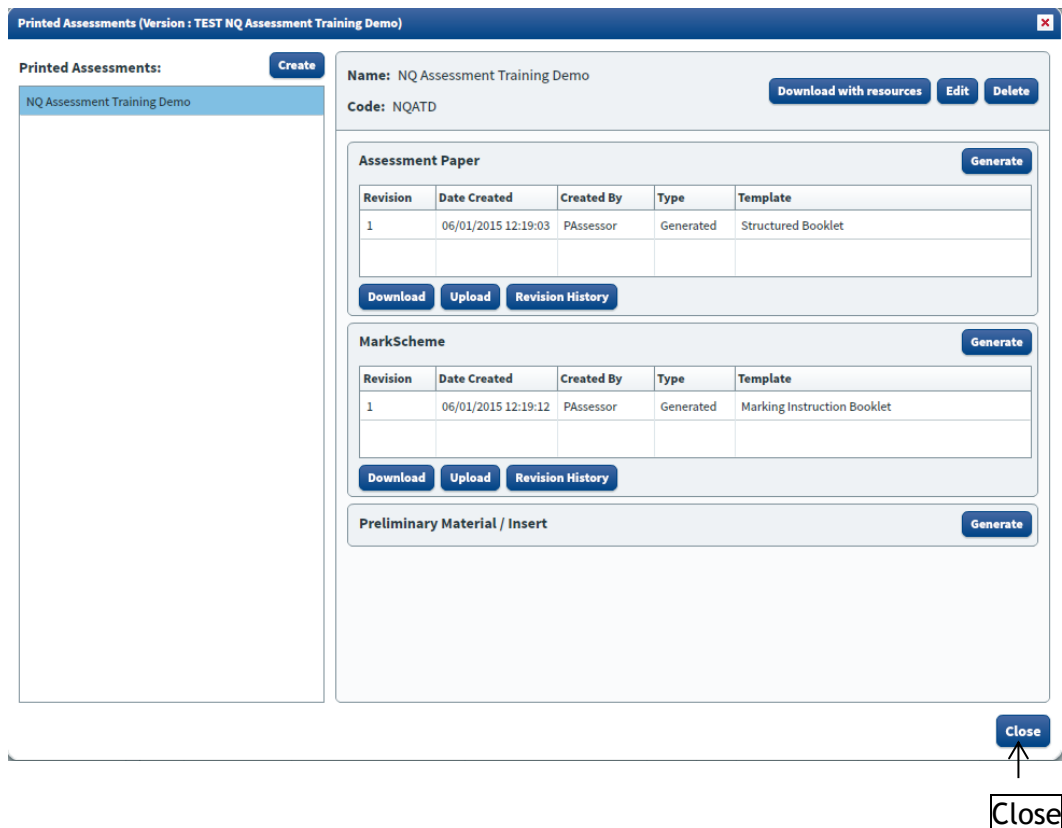 Printed Assessments (Version : TEST NQ Assessment Training Demo)
Printed Assessments: Create
NQ Assessment Training Demo
Name: NQ Assessment Training Demo
Code: NQATD
Download with resources Edit Delete
Assessment Paper Generate
Revision Date Created Created By Type Template
1 06/01/2015 12:19:03 PAssessor Generated Structured Booklet
Download Upload Revision History
MarkScheme Generate
Revision Date Created Created By Type Template
1 06/01/2015 12:19:12 PAssessor Generated Marking Instruction Booklet
Download Upload Revision History
Preliminary Material / Insert Generate
Close
Close